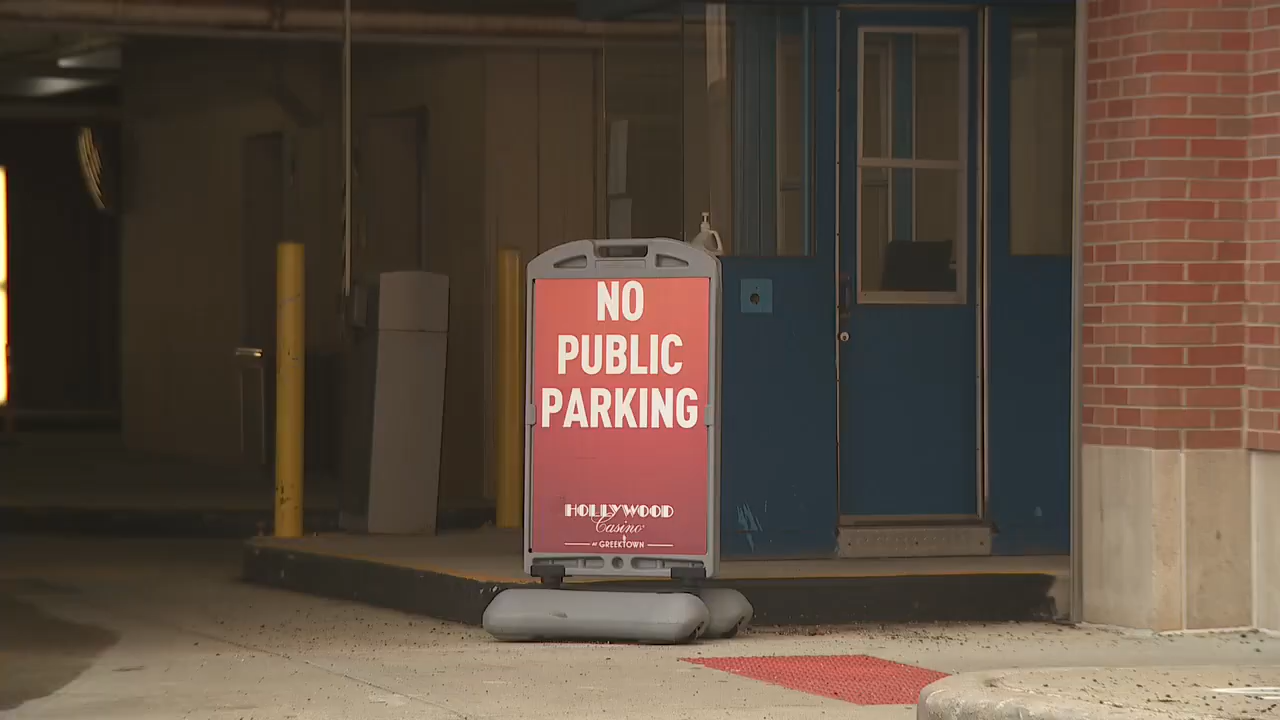 NO
PUBLIC
PARKING
HOLLYWOOD
Casino
AT GREEKTOWN